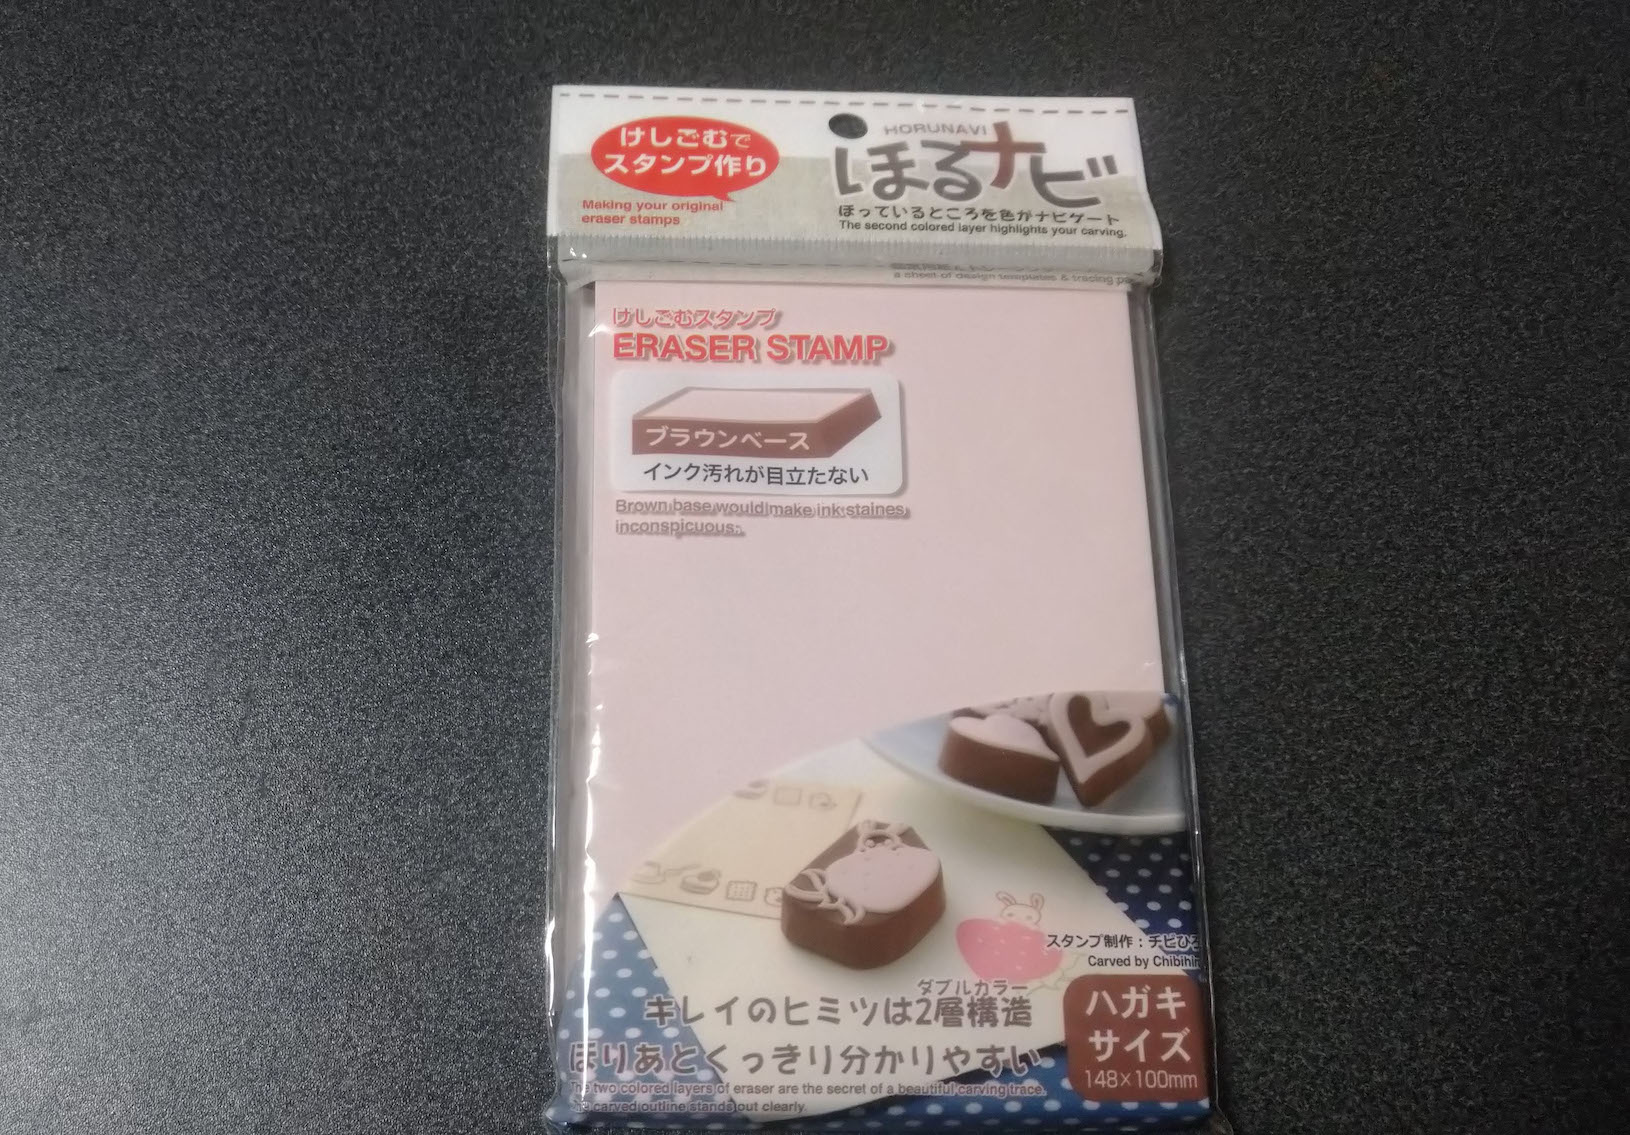 けしごむで
スタンプ作り
Making your original
eraser stamps
HORUNAVI
ほるナビ
ほっているところを色がナビゲート
The second colored layer highlights your carving.
a sheet of design templates & tracing
けしごむスタンプ
ERASER STAMP
ブラウンベース
インク汚れが目立たない
Brown base would make ink staines
inconspicuous.
スタンプ制作：チビひろ
Carved by Chibihir
ダブルカラー
キレイのヒミツは2層構造
ほりあとくっきり分かりやすい
The two colored layers of eraser are the secret of a beautiful carving trace.
carved outline stands out clearly.
ハガキ
サイズ
148×100mm